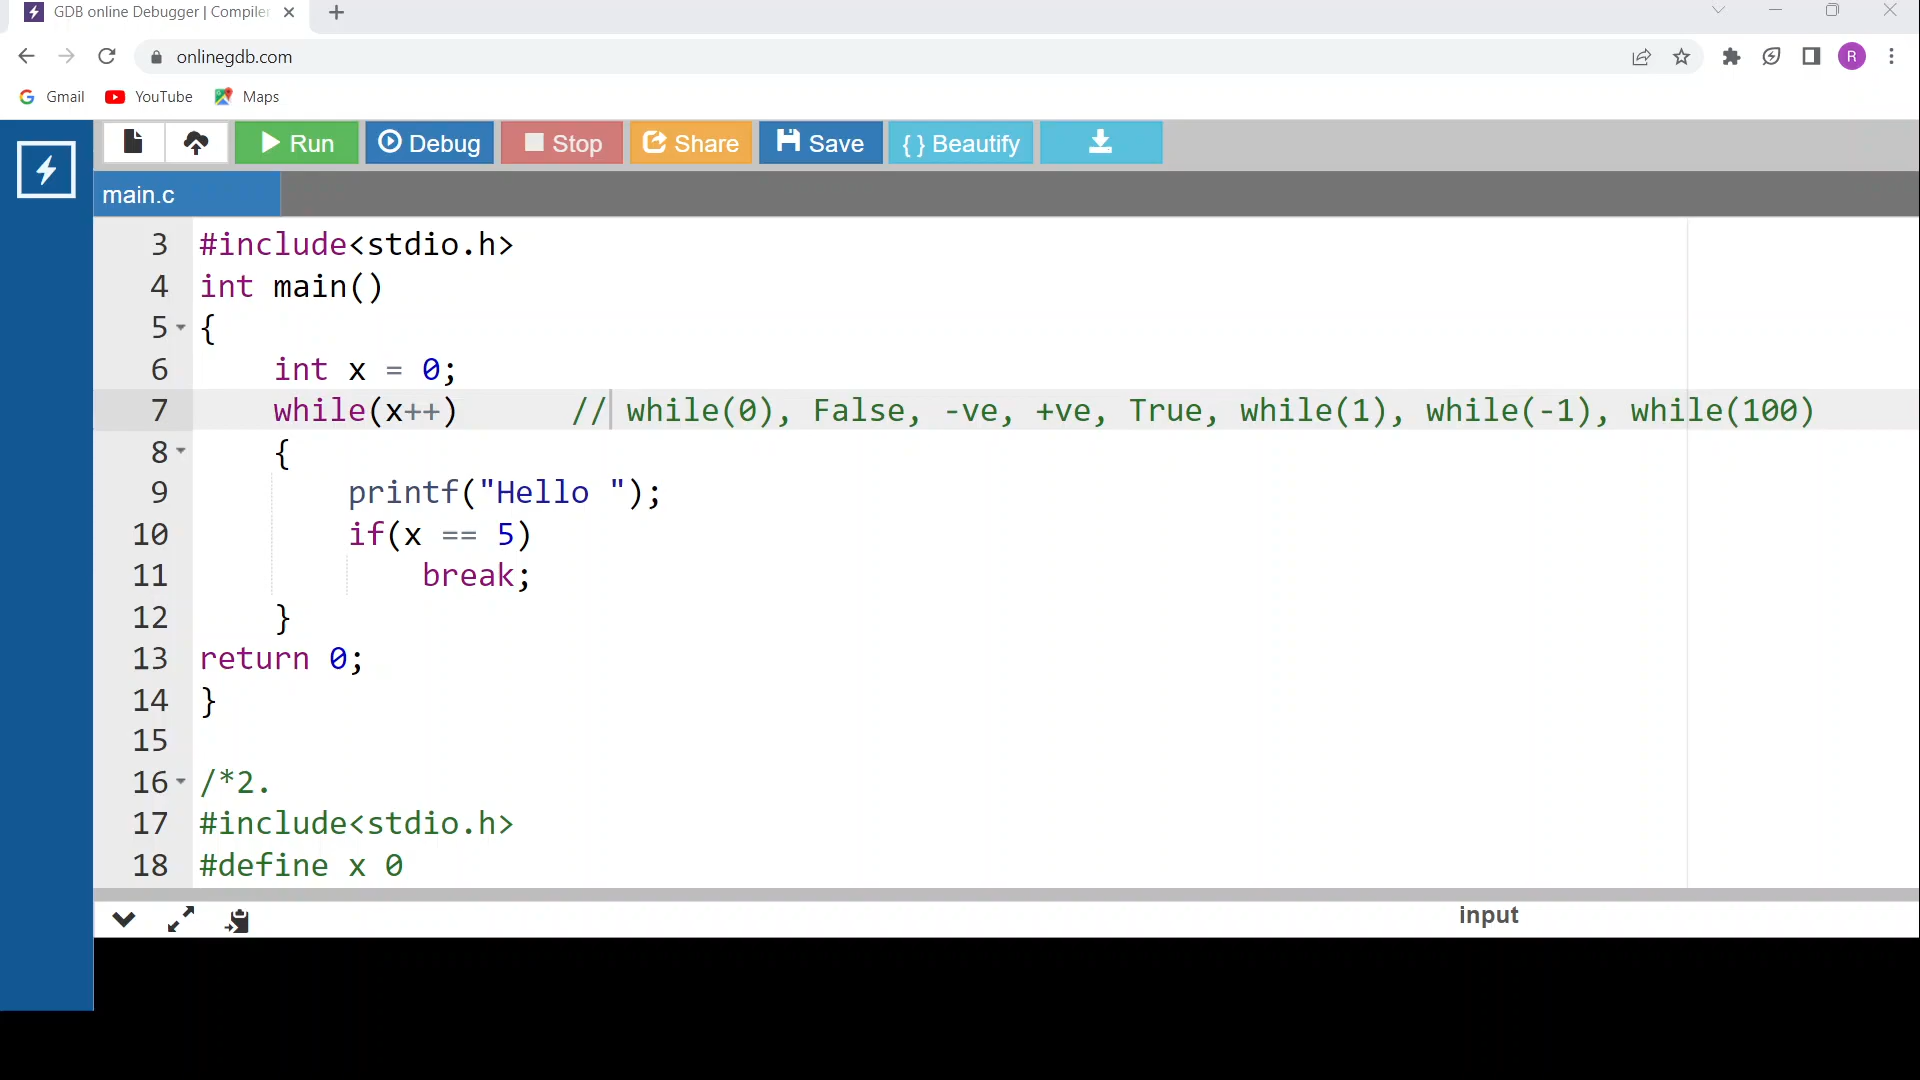 GDB online Debugger | Compiler
onlinegdb.com
R
Gmail YouTube Maps
Run Debug Stop Share Save { } Beautify
main.c
3 #include<stdio.h>
4 int main()
5 {
6 int x = 0;
7 while(x++) // while(0), False, -ve, +ve, True, while(1), while(-1), while(100)
8 {
9 printf("Hello ");
10 if(x == 5)
11 break;
12 }
13 return 0;
14 }
15
16 /*2.
17 #include<stdio.h>
18 #define x 0
input